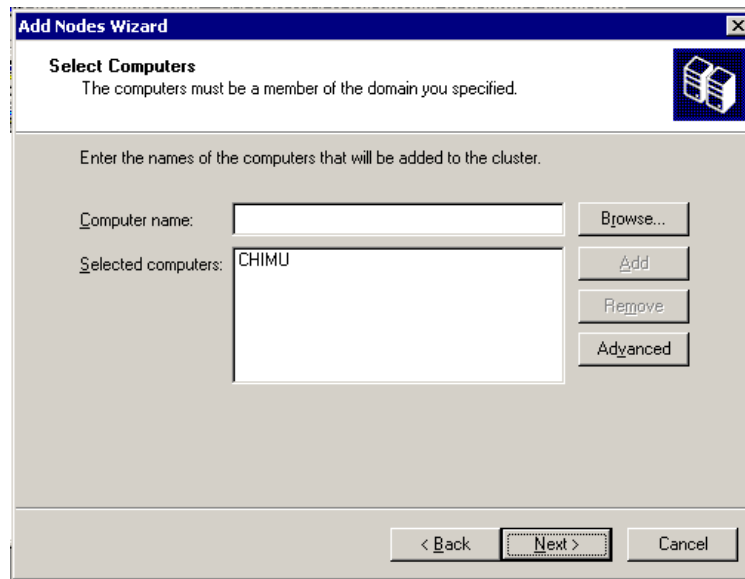 Add Nodes Wizard
Select Computers
The computers must be a member of the domain you specified.
Enter the names of the computers that will be added to the cluster.
Computer name:
Browse...
Selected computers:
CHIMU
Add
Remove
Advanced
< Back
Next >
Cancel